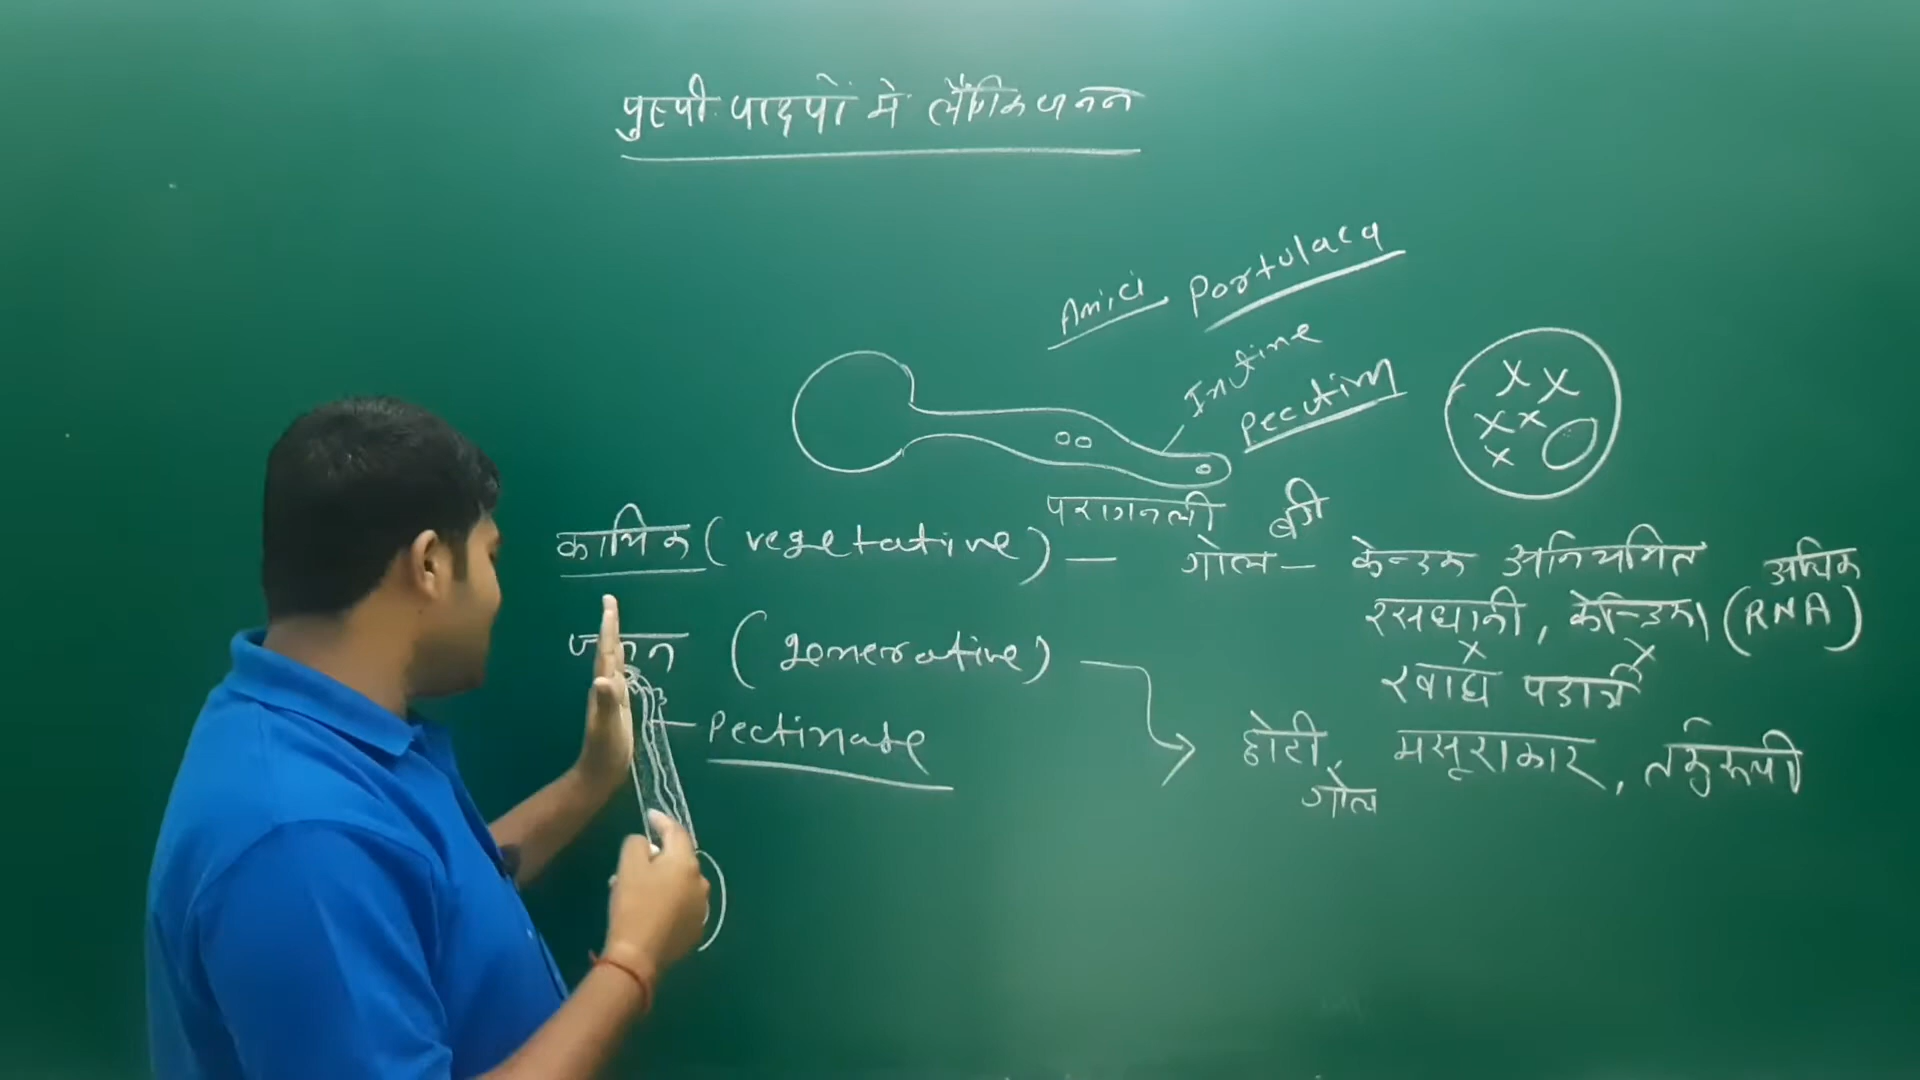 पुष्पी पादपों में लैंगिक जनन
Amici Portulaca
Intine
Pecutin
परागनली
कायिक (vegetative) — गोल — केन्द्रक अनियमित अधिक
बड़ी
रसधानी, केन्द्रिका (RNA)
x x
खाद्य पदार्थ
जनन (generative)
छोटी, मसूराकार, तर्कुरूपी
गोल
Pectinate